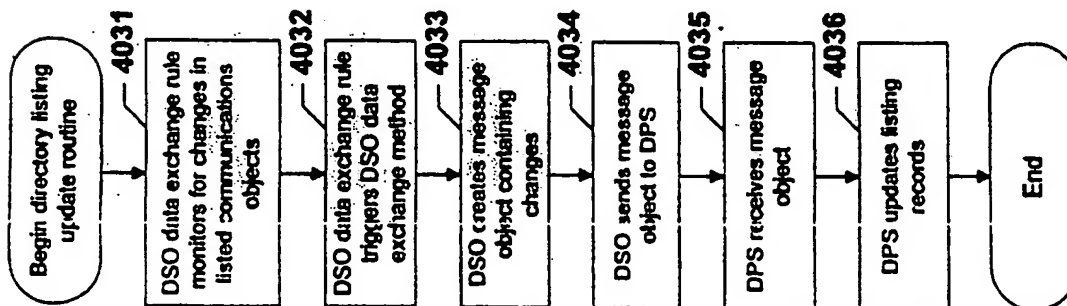 Begin directory listing
update routine
4031
DSO data exchange rule
monitors for changes in
listed communications
objects
4032
DSO data exchange rule
triggers DSO data
exchange method
4033
DSO creates message
object containing
changes
4034
DSO sends message
object to DPS
4035
DPS receives message
object
4036
DPS updates listing
records
End